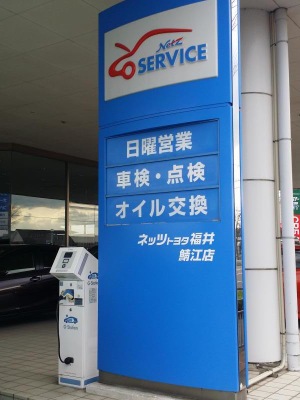 Netz
SERVICE
日曜営業
車検・点検
オイル交換
ネッツトヨタ福井
鯖江店
G-Station